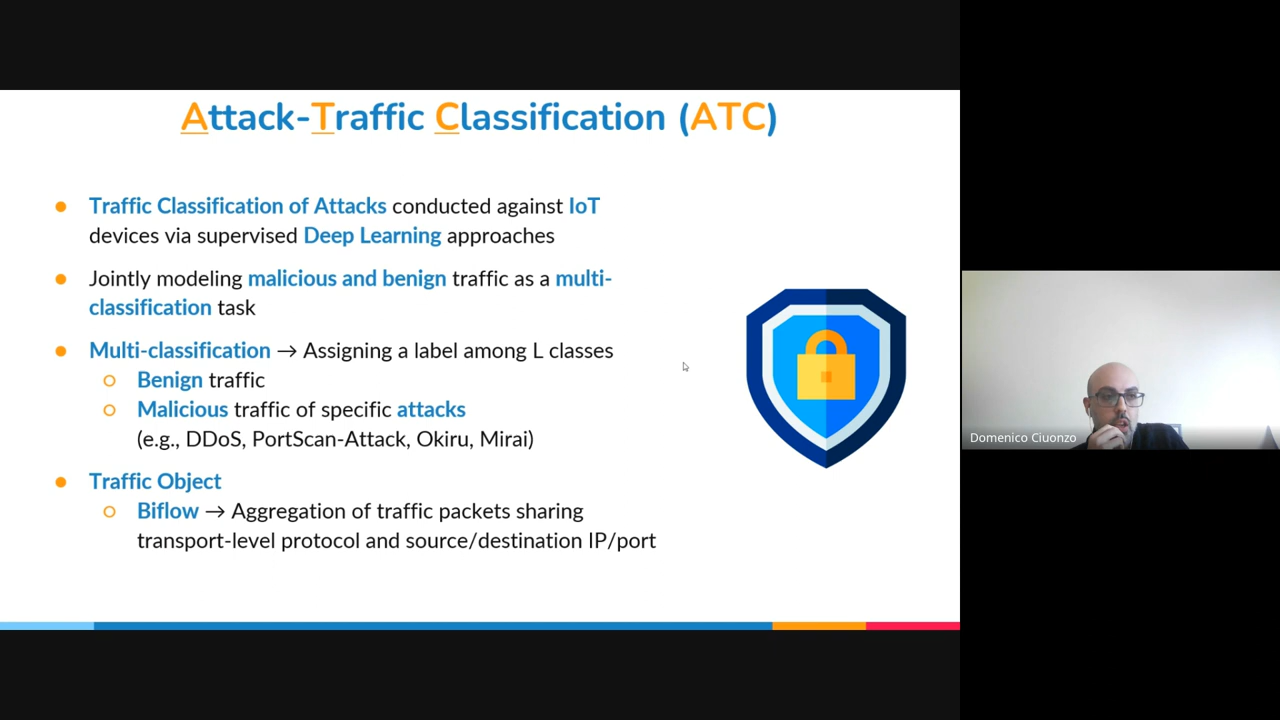 Attack-Traffic Classification (ATC)
● Traffic Classification of Attacks conducted against IoT
devices via supervised Deep Learning approaches
● Jointly modeling malicious and benign traffic as a multi-
classification task
● Multi-classification → Assigning a label among L classes
○ Benign traffic
○ Malicious traffic of specific attacks
(e.g., DDoS, PortScan-Attack, Okiru, Mirai)
● Traffic Object
○ Biflow → Aggregation of traffic packets sharing
transport-level protocol and source/destination IP/port
Domenico Ciuonzo